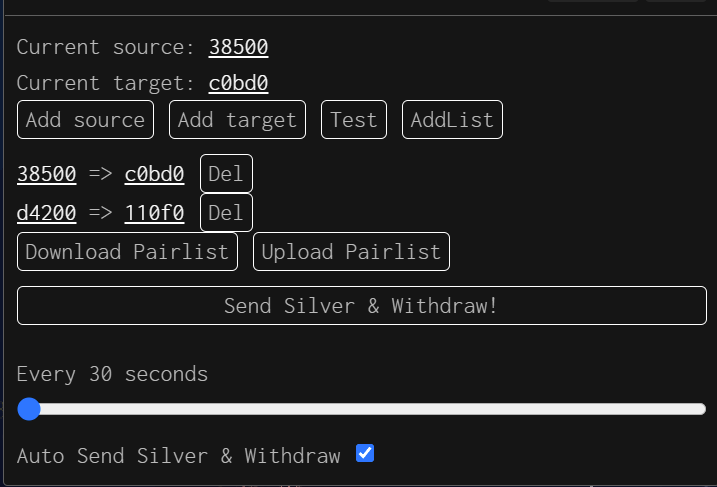 Current source: 38500
Current target: c0bd0
Add source Add target Test AddList
38500 => c0bd0 Del
d4200 => 110f0 Del
Download Pairlist Upload Pairlist
Send Silver & Withdraw!
Every 30 seconds
Auto Send Silver & Withdraw